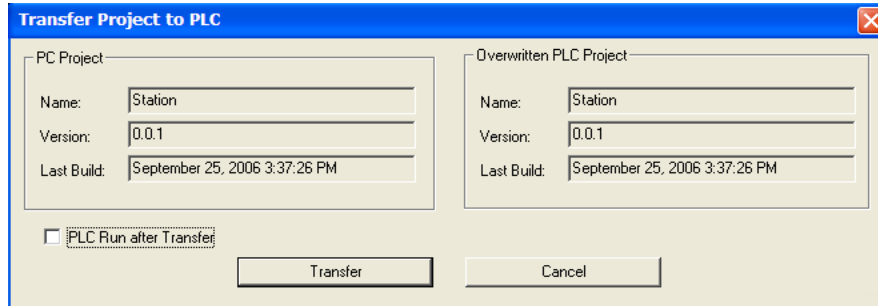 Transfer Project to PLC
PC Project
Name: Station
Version: 0.0.1
Last Build: September 25, 2006 3:37:26 PM
Overwritten PLC Project
Name: Station
Version: 0.0.1
Last Build: September 25, 2006 3:37:26 PM
PLC Run after Transfer
Transfer
Cancel